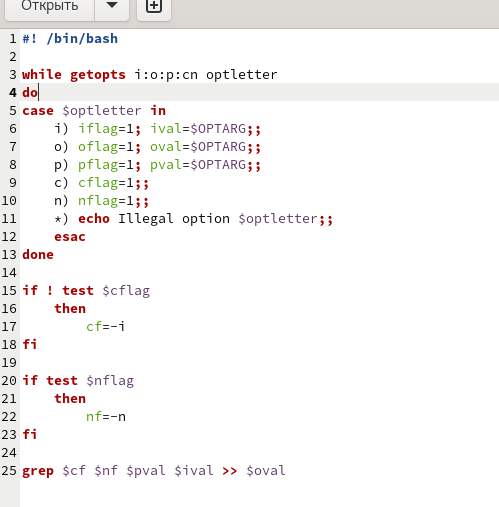 Открыть
1 #! /bin/bash
2
3 while getopts i:o:p:cn optletter
4 do
5 case $optletter in
6     i) iflag=1; ival=$OPTARG;;
7     o) oflag=1; oval=$OPTARG;;
8     p) pflag=1; pval=$OPTARG;;
9     c) cflag=1;;
10     n) nflag=1;;
11     *) echo Illegal option $optletter;;
12     esac
13 done
14
15 if ! test $cflag
16     then
17         cf=-i
18 fi
19
20 if test $nflag
21     then
22         nf=-n
23 fi
24
25 grep $cf $nf $pval $ival >> $oval